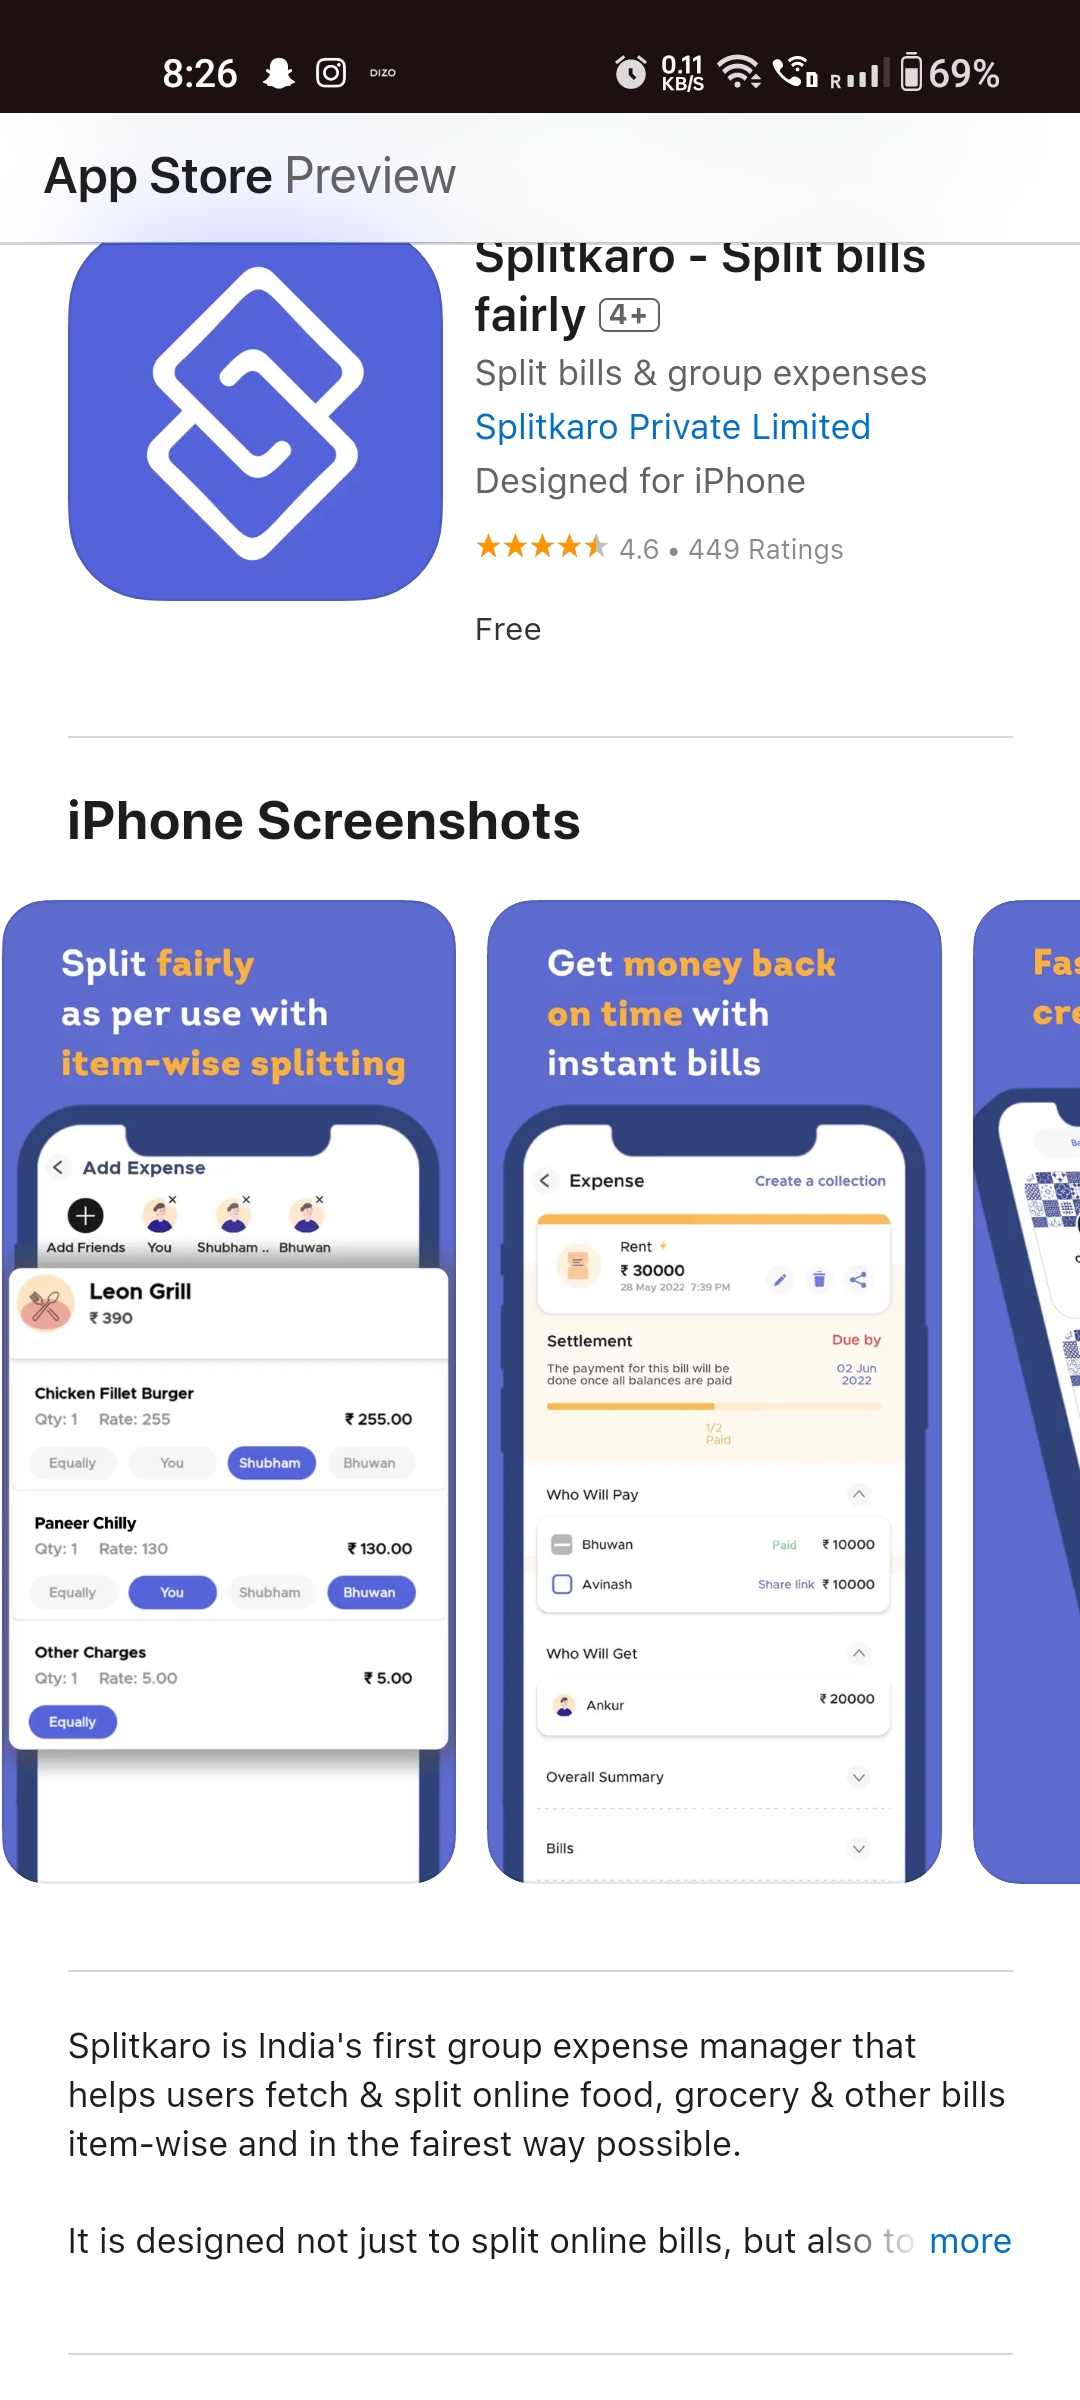 8:26 DIZO 0.11 KB/S R 69%
App Store Preview
Splitkaro - Split bills
fairly 4+
Split bills & group expenses
Splitkaro Private Limited
Designed for iPhone
4.6 • 449 Ratings
Free
iPhone Screenshots
Split fairly
as per use with
item-wise splitting
Add Expense
Add Friends You Shubham .. Bhuwan
Leon Grill
₹ 390
Chicken Fillet Burger
Qty: 1 Rate: 255 ₹ 255.00
Equally You Shubham Bhuwan
Paneer Chilly
Qty: 1 Rate: 130 ₹ 130.00
Equally You Shubham Bhuwan
Other Charges
Qty: 1 Rate: 5.00 ₹ 5.00
Equally
Get money back
on time with
instant bills
Expense Create a collection
Rent
₹ 30000
28 May 2022 7:39 PM
Settlement Due by
The payment for this bill will be
done once all balances are paid
02 Jun
2022
1/2
Paid
Who Will Pay
Bhuwan Paid ₹ 10000
Avinash Share link ₹ 10000
Who Will Get
Ankur ₹ 20000
Overall Summary
Bills
Splitkaro is India's first group expense manager that
helps users fetch & split online food, grocery & other bills
item-wise and in the fairest way possible.
It is designed not just to split online bills, but also to more